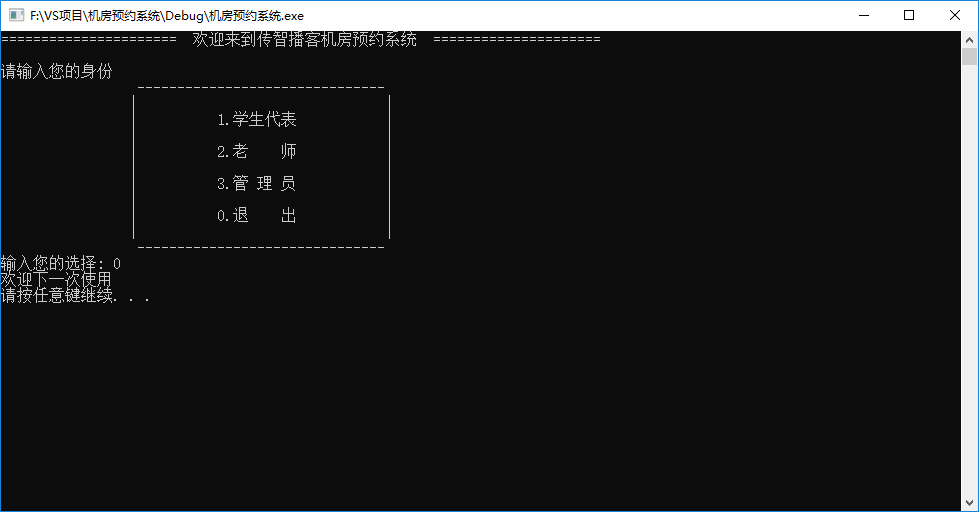 F:\VS项目\机房预约系统\Debug\机房预约系统.exe
====================== 欢迎来到传智播客机房预约系统 =====================
请输入您的身份
-------------------------------
1.学生代表
2.老    师
3.管 理 员
0.退    出
-------------------------------
输入您的选择: 0
欢迎下一次使用
请按任意键继续. . .